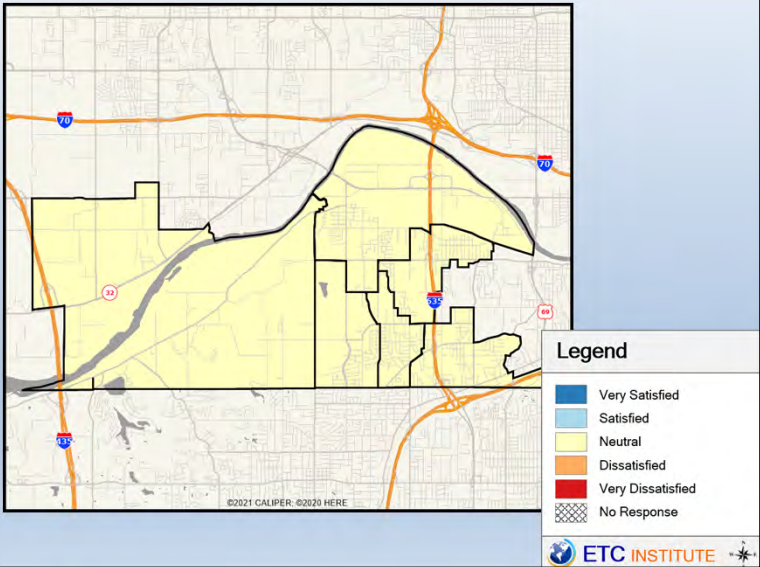 70
70
32
635
69
435
©2021 CALIPER; ©2020 HERE
Legend
Very Satisfied
Satisfied
Neutral
Dissatisfied
Very Dissatisfied
No Response
ETC INSTITUTE